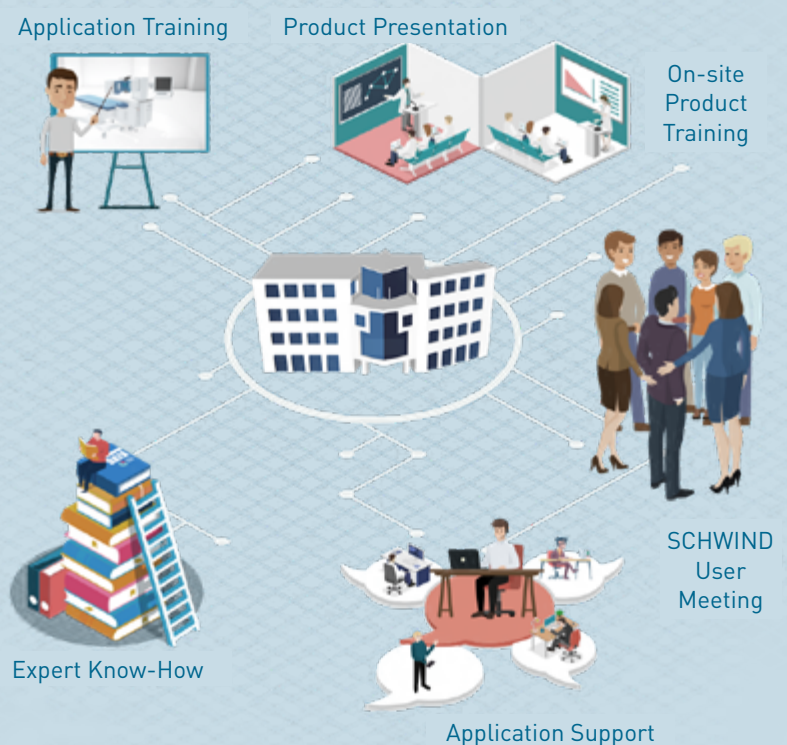 Application Training
Product Presentation
On-site
Product
Training
SCHWIND
User
Meeting
Expert Know-How
Application Support